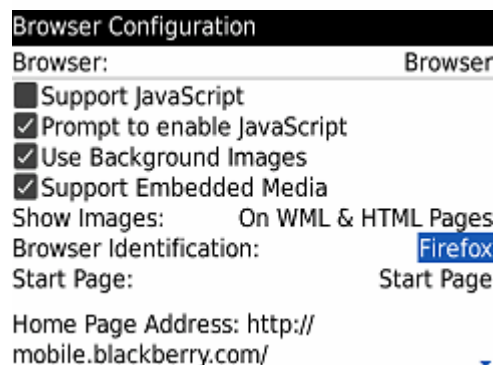 Browser Configuration
Browser: Browser
Support JavaScript
Prompt to enable JavaScript
Use Background Images
Support Embedded Media
Show Images: On WML & HTML Pages
Browser Identification: Firefox
Start Page: Start Page
Home Page Address: http://
mobile.blackberry.com/